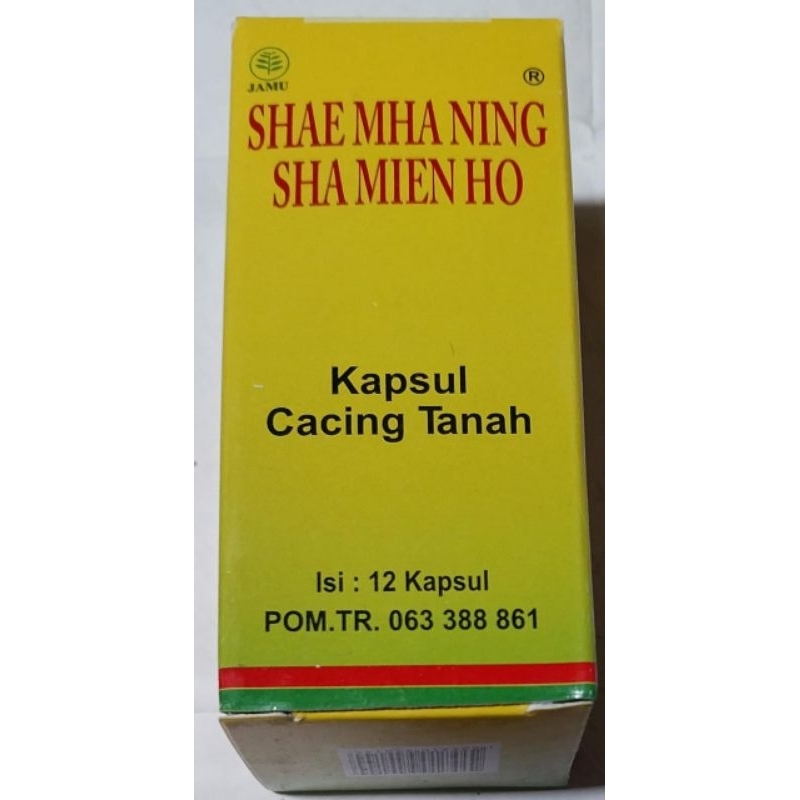 JAMU
®
SHAE MHA NING
SHA MIEN HO
Kapsul
Cacing Tanah
Isi : 12 Kapsul
POM.TR. 063 388 861